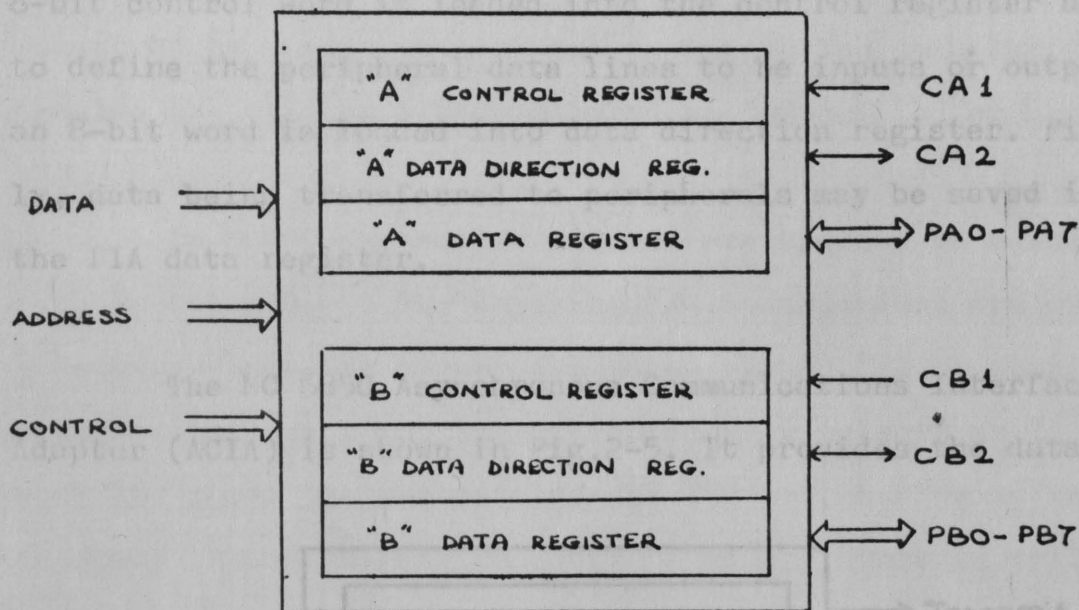 8-bit control word is loaded into the control register
"A" CONTROL REGISTER
CA1
to define the peripheral data lines to be inputs or outp
an 8-bit word is loaded into data direction register.
"A" DATA DIRECTION REG.
CA2
DATA
data being transferred to peripherals may be saved
"A" DATA REGISTER
PA0-PA7
the PIA data register.
ADDRESS
"B" CONTROL REGISTER
CB1
The MC Asynchronous Communications Interfac
CONTROL
Adapter (ACIA) is shown in Fig.2-5. It provides the data
"B" DATA DIRECTION REG.
CB2
"B" DATA REGISTER
PB0-PB7